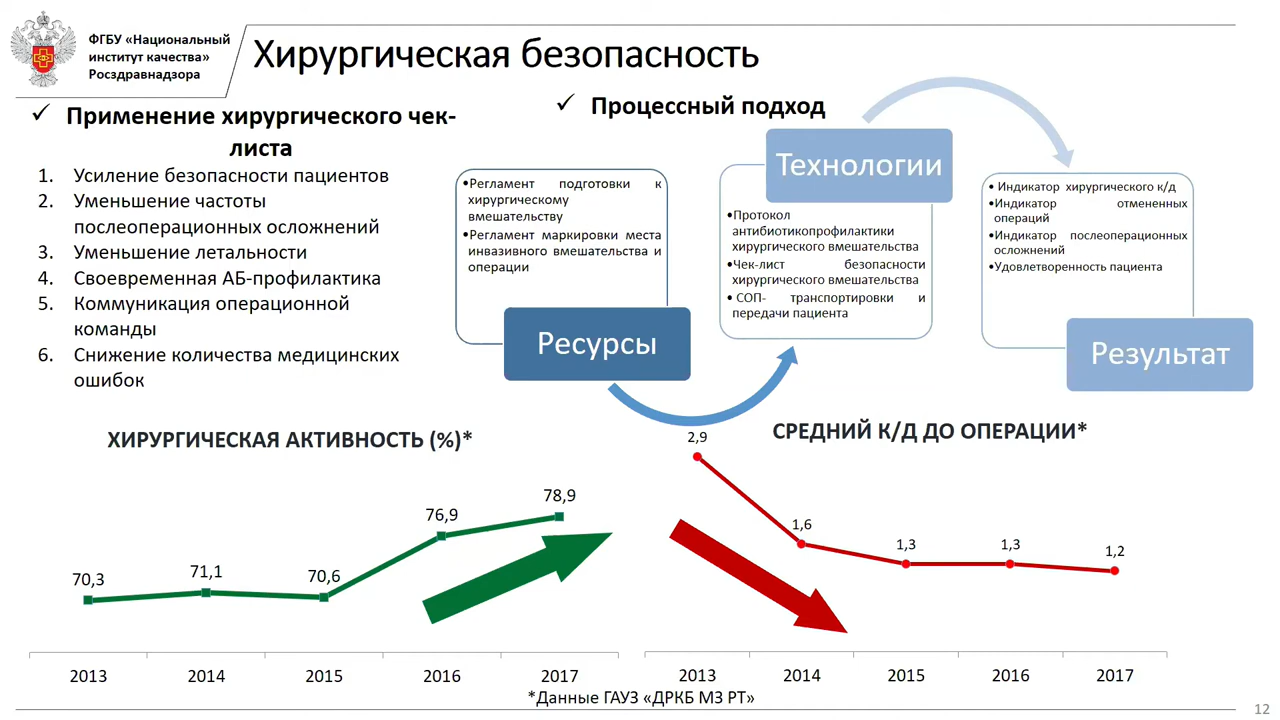 ФГБУ «Национальный
институт качества»
Росздравнадзора
Хирургическая безопасность
✓ Применение хирургического чек-
листа
1. Усиление безопасности пациентов
2. Уменьшение частоты
послеоперационных осложнений
3. Уменьшение летальности
4. Своевременная АБ-профилактика
5. Коммуникация операционной
команды
6. Снижение количества медицинских
ошибок
✓ Процессный подход
•Регламент подготовки к
хирургическому
вмешательству
•Регламент маркировки места
инвазивного вмешательства и
операции
Ресурсы
Технологии
•Протокол
антибиотикопрофилактики
хирургического вмешательства
•Чек-лист безопасности
хирургического вмешательства
• СОП- транспортировки и
передачи пациента
• Индикатор хирургического к/д
•Индикатор отмененных
операций
•Индикатор послеоперационных
осложнений
•Удовлетворенность пациента
Результат
ХИРУРГИЧЕСКАЯ АКТИВНОСТЬ (%)*
70,3
71,1
70,6
76,9
78,9
2013
2014
2015
2016
2017
СРЕДНИЙ К/Д ДО ОПЕРАЦИИ*
2,9
1,6
1,3
1,3
1,2
2013
2014
2015
2016
2017
*Данные ГАУЗ «ДРКБ МЗ РТ»
12